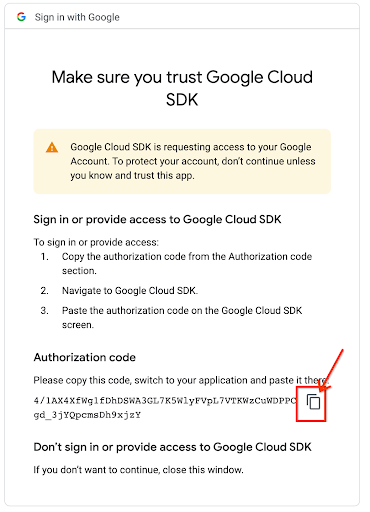 Sign in with Google
Make sure you trust Google Cloud
SDK
Google Cloud SDK is requesting access to your Google
Account. To protect your account, don't continue unless
you know and trust this app.
Sign in or provide access to Google Cloud SDK
To sign in or provide access:
1. Copy the authorization code from the Authorization code
section.
2. Navigate to Google Cloud SDK.
3. Paste the authorization code on the Google Cloud SDK
screen.
Authorization code
Please copy this code, switch to your application and paste it there:
4/1AX4XfWg1fDhDSWA3GL7K5WlyFVpL7VTKWzCuWDPPC
gd_3jYQpcmsDh9xjzY
Don't sign in or provide access to Google Cloud SDK
If you don't want to continue, close this window.